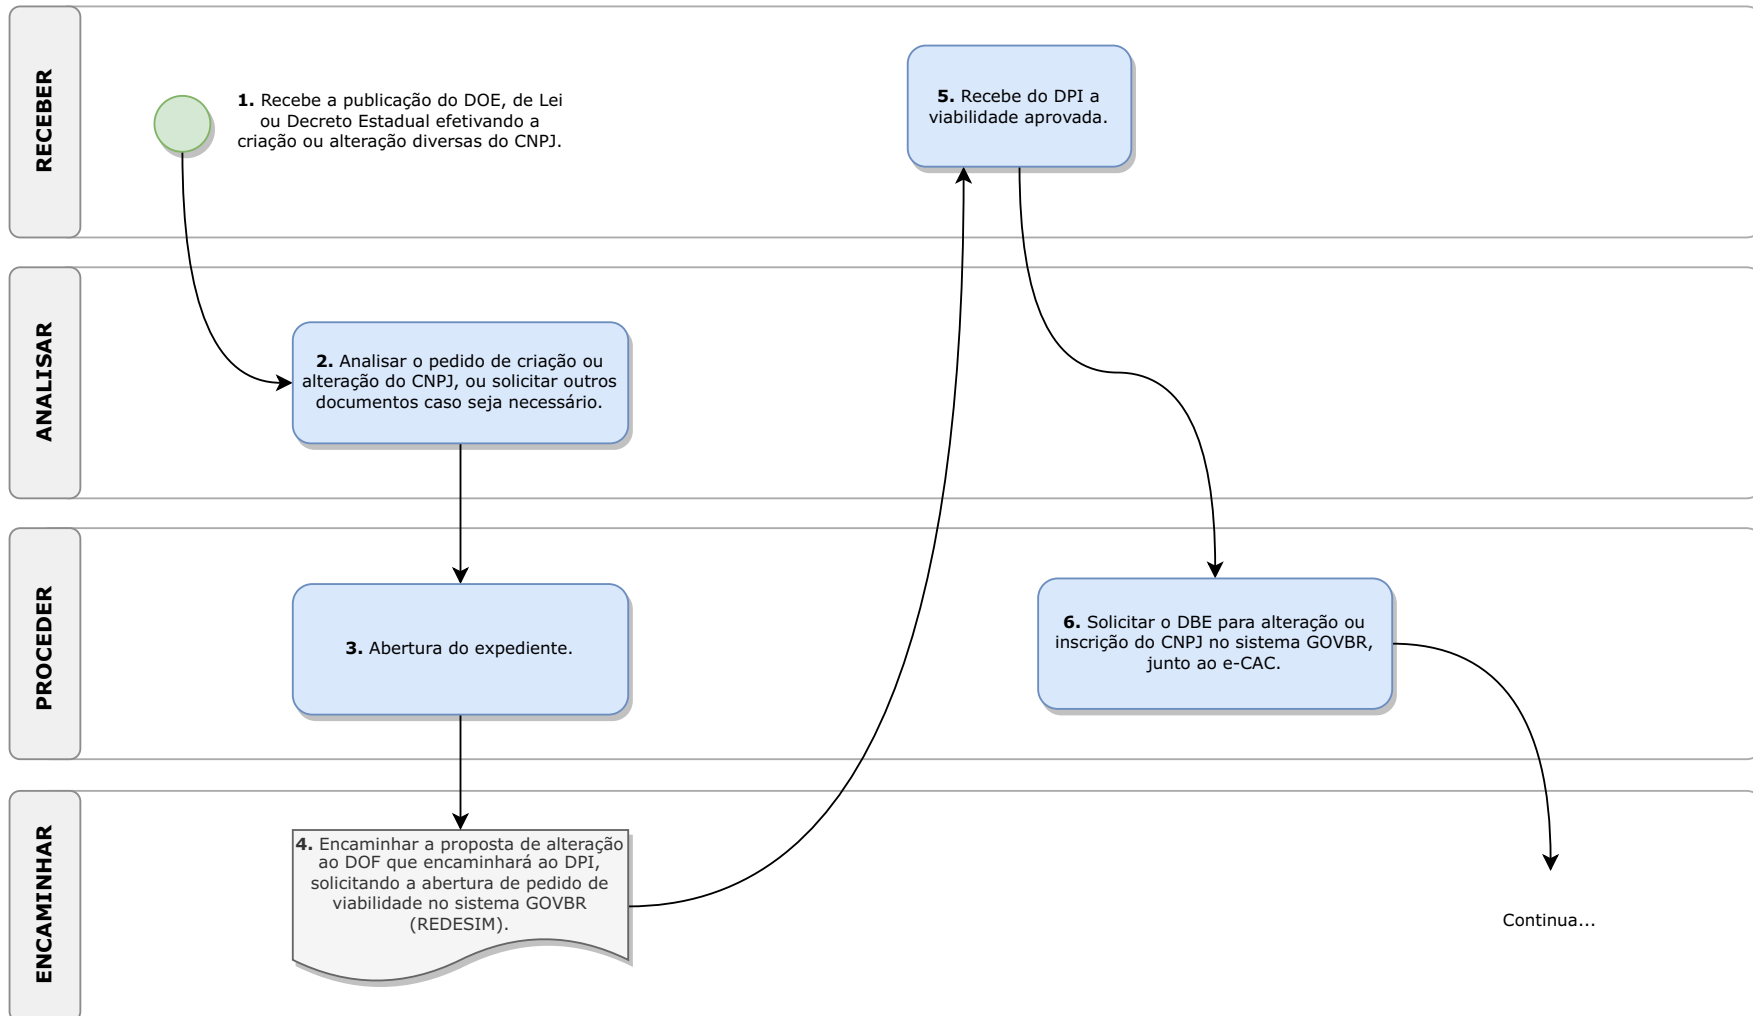 RECEBER
1. Recebe a publicação do DOE, de Lei
ou Decreto Estadual efetivando a
criação ou alteração diversas do CNPJ.
5. Recebe do DPI a
viabilidade aprovada.
ANALISAR
2. Analisar o pedido de criação ou
alteração do CNPJ, ou solicitar outros
documentos caso seja necessário.
PROCEDER
3. Abertura do expediente.
6. Solicitar o DBE para alteração ou
inscrição do CNPJ no sistema GOVBR,
junto ao e-CAC.
ENCAMINHAR
4. Encaminhar a proposta de alteração
ao DOF que encaminhará ao DPI,
solicitando a abertura de pedido de
viabilidade no sistema GOVBR
(REDESIM).
Continua...